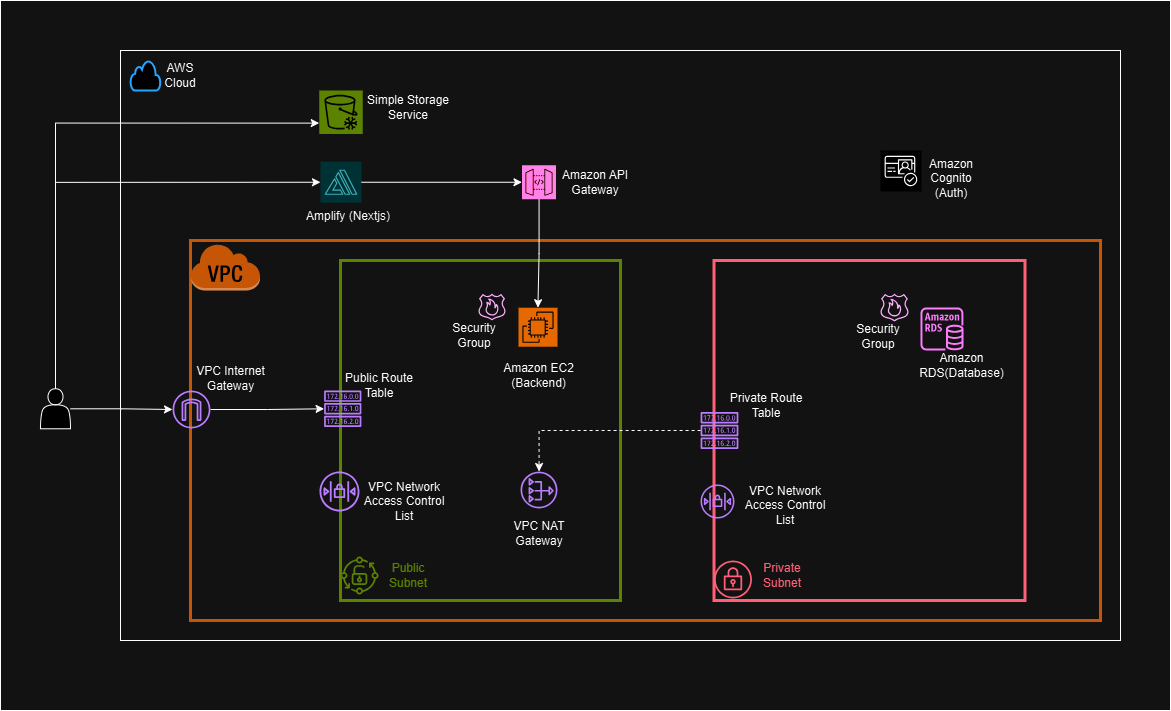 AWS
Cloud
Simple Storage
Service
Amplify (Nextjs)
Amazon API
Gateway
Amazon
Cognito
(Auth)
VPC
VPC Internet
Gateway
Public Route
Table
172.16.0.0
172.16.1.0
172.16.2.0
Security
Group
Amazon EC2
(Backend)
VPC Network
Access Control
List
VPC NAT
Gateway
Public
Subnet
Security
Group
Amazon
RDS
Amazon
RDS(Database)
Private Route
Table
172.16.0.0
172.16.1.0
172.16.2.0
VPC Network
Access Control
List
Private
Subnet